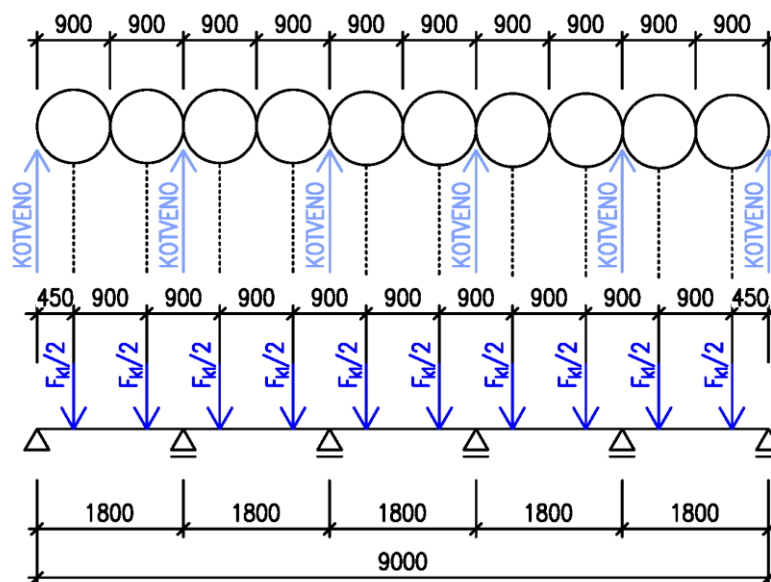 900 900 900 900 900 900 900 900 900 900
KOTVENO KOTVENO KOTVENO KOTVENO KOTVENO KOTVENO
450 900 900 900 900 900 900 900 900 900 450
Fkl/2 Fkl/2 Fkl/2 Fkl/2 Fkl/2 Fkl/2 Fkl/2 Fkl/2 Fkl/2 Fkl/2
1800 1800 1800 1800 1800
9000